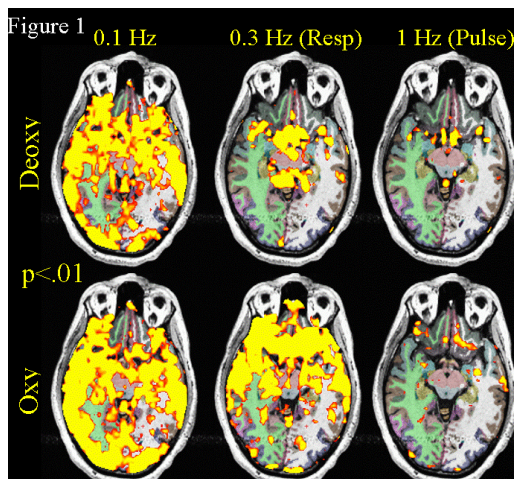 Figure 1
0.1 Hz
0.3 Hz (Resp)
1 Hz (Pulse)
Deoxy
p<.01
Oxy